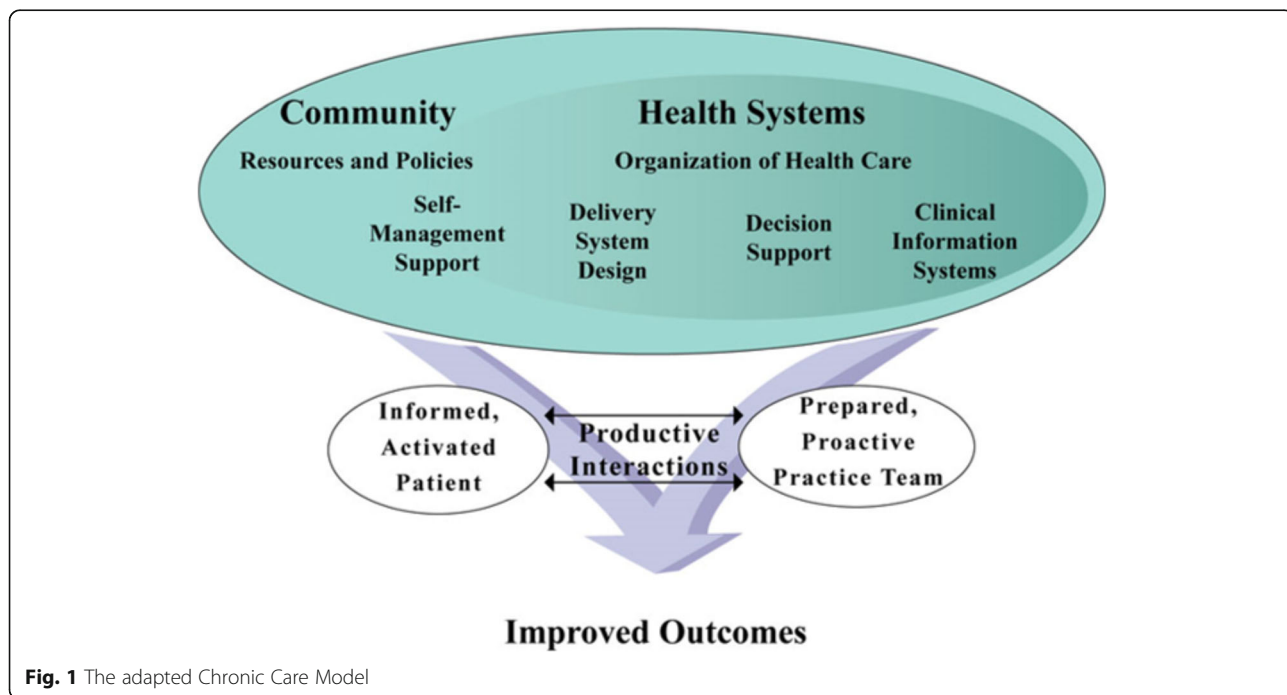 Community
Resources and Policies
Health Systems
Organization of Health Care
Self-
Management
Support
Delivery
System
Design
Decision
Support
Clinical
Information
Systems
Informed,
Activated
Patient
Productive
Interactions
Prepared,
Proactive
Practice Team
Improved Outcomes
Fig. 1 The adapted Chronic Care Model